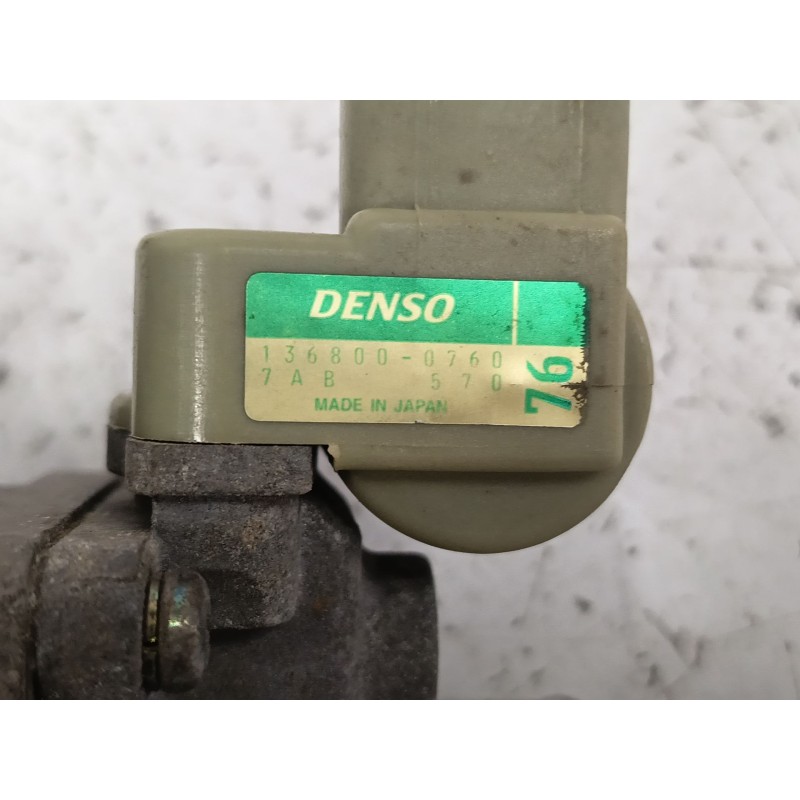 DENSO
136800-0760
7AB 570
MADE IN JAPAN
76